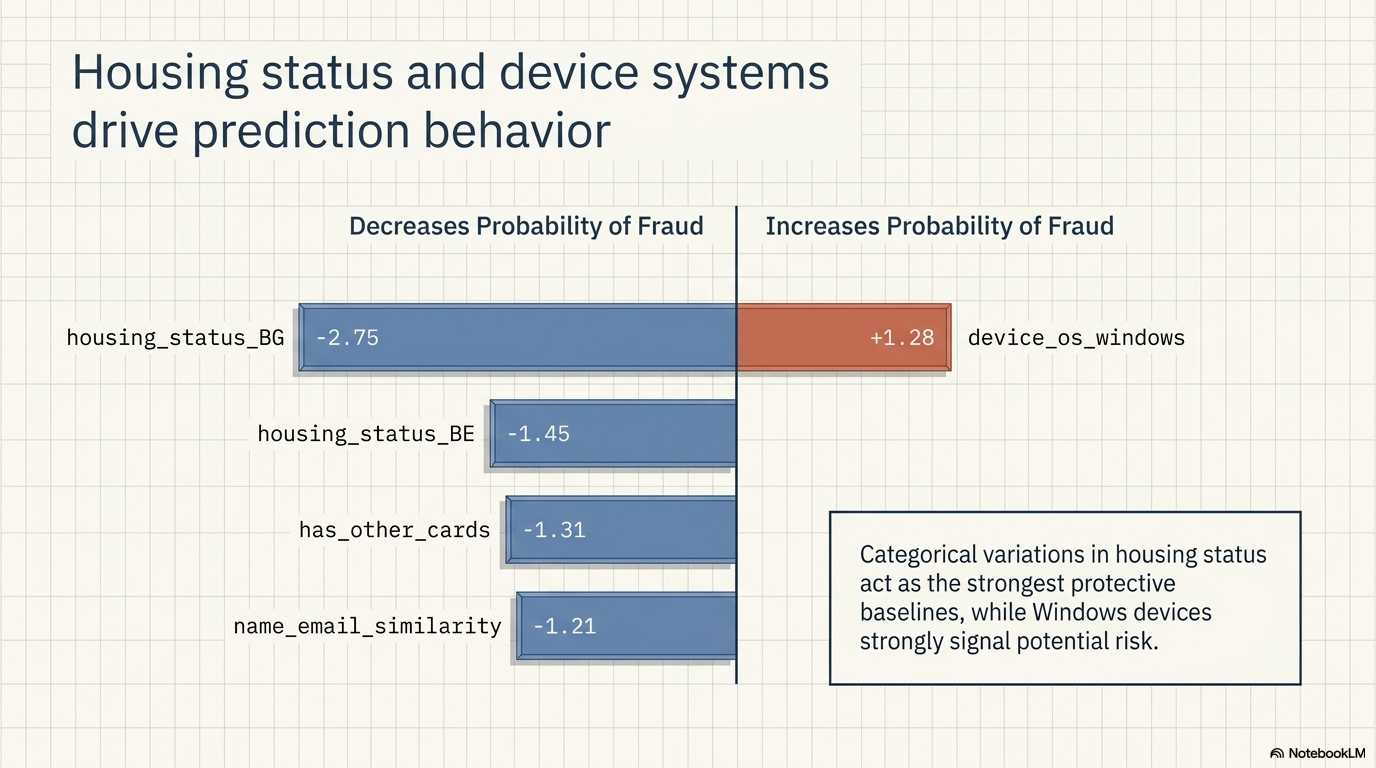 Housing status and device systems
drive prediction behavior
Decreases Probability of Fraud
Increases Probability of Fraud
housing_status_BG
-2.75
+1.28
device_os_windows
housing_status_BE
-1.45
has_other_cards
-1.31
name_email_similarity
-1.21
Categorical variations in housing status
act as the strongest protective
baselines, while Windows devices
strongly signal potential risk.
NotebookLM